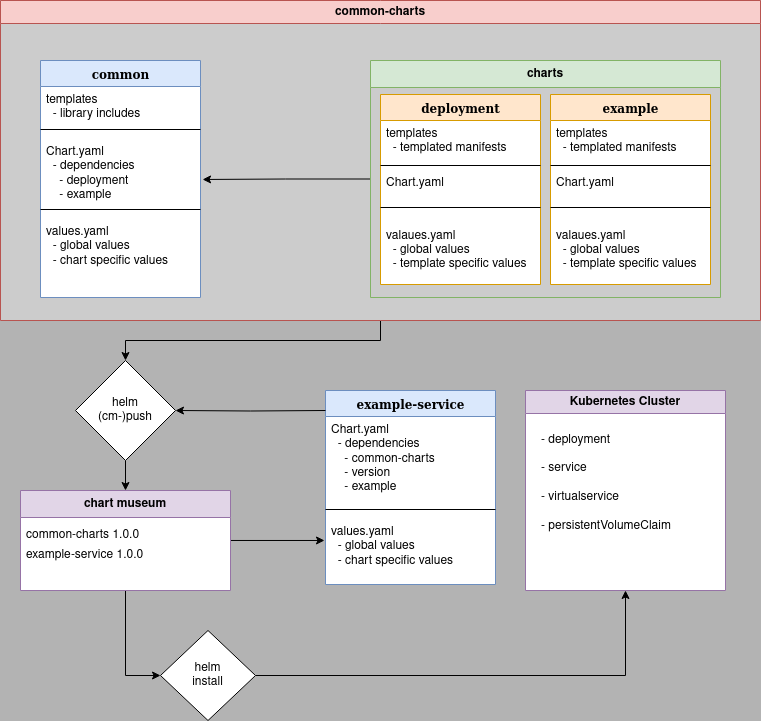 common-charts
common
templates
- library includes
Chart.yaml
- dependencies
- deployment
- example
values.yaml
- global values
- chart specific values
charts
deployment
templates
- templated manifests
Chart.yaml
valaues.yaml
- global values
- template specific values
example
templates
- templated manifests
Chart.yaml
valaues.yaml
- global values
- template specific values
helm
(cm-)push
example-service
Chart.yaml
- dependencies
- common-charts
- version
- example
values.yaml
- global values
- chart specific values
Kubernetes Cluster
- deployment
- service
- virtualservice
- persistentVolumeClaim
chart museum
common-charts 1.0.0
example-service 1.0.0
helm
install